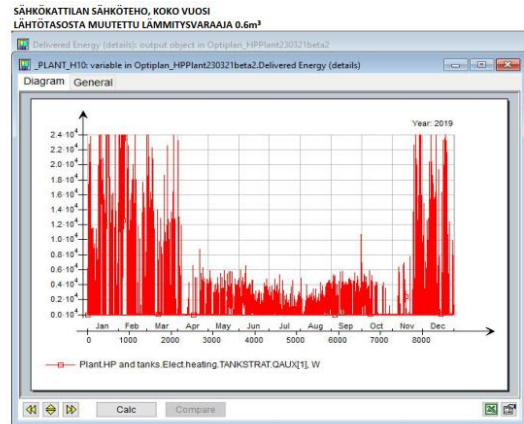 SÄHKÖKATTILAN SÄHKÖTEHO, KOKO VUOSI
LÄHTÖTASOSTA MUUTETTU LÄMMITYSVARAAJA 0.6m³
Delivered Energy (details): output object in Optiplan_HPPlant230321beta2
_PLANT_H10: variable in Optiplan_HPPlant230321beta2.Delivered Energy (details)
Diagram General
Year: 2019
2.4·10⁴
2.2·10⁴
2.0·10⁴
1.8·10⁴
1.6·10⁴
1.4·10⁴
1.2·10⁴
1.0·10⁴
0.8·10⁴
0.6·10⁴
0.4·10⁴
0.2·10⁴
0.0·10⁰
Jan Feb Mar Apr May Jun Jul Aug Sep Oct Nov Dec
0 1000 2000 3000 4000 5000 6000 7000 8000
Plant.HP and tanks.Elect.heating.TANKSTRAT.QAUX[1], W
Calc Compare